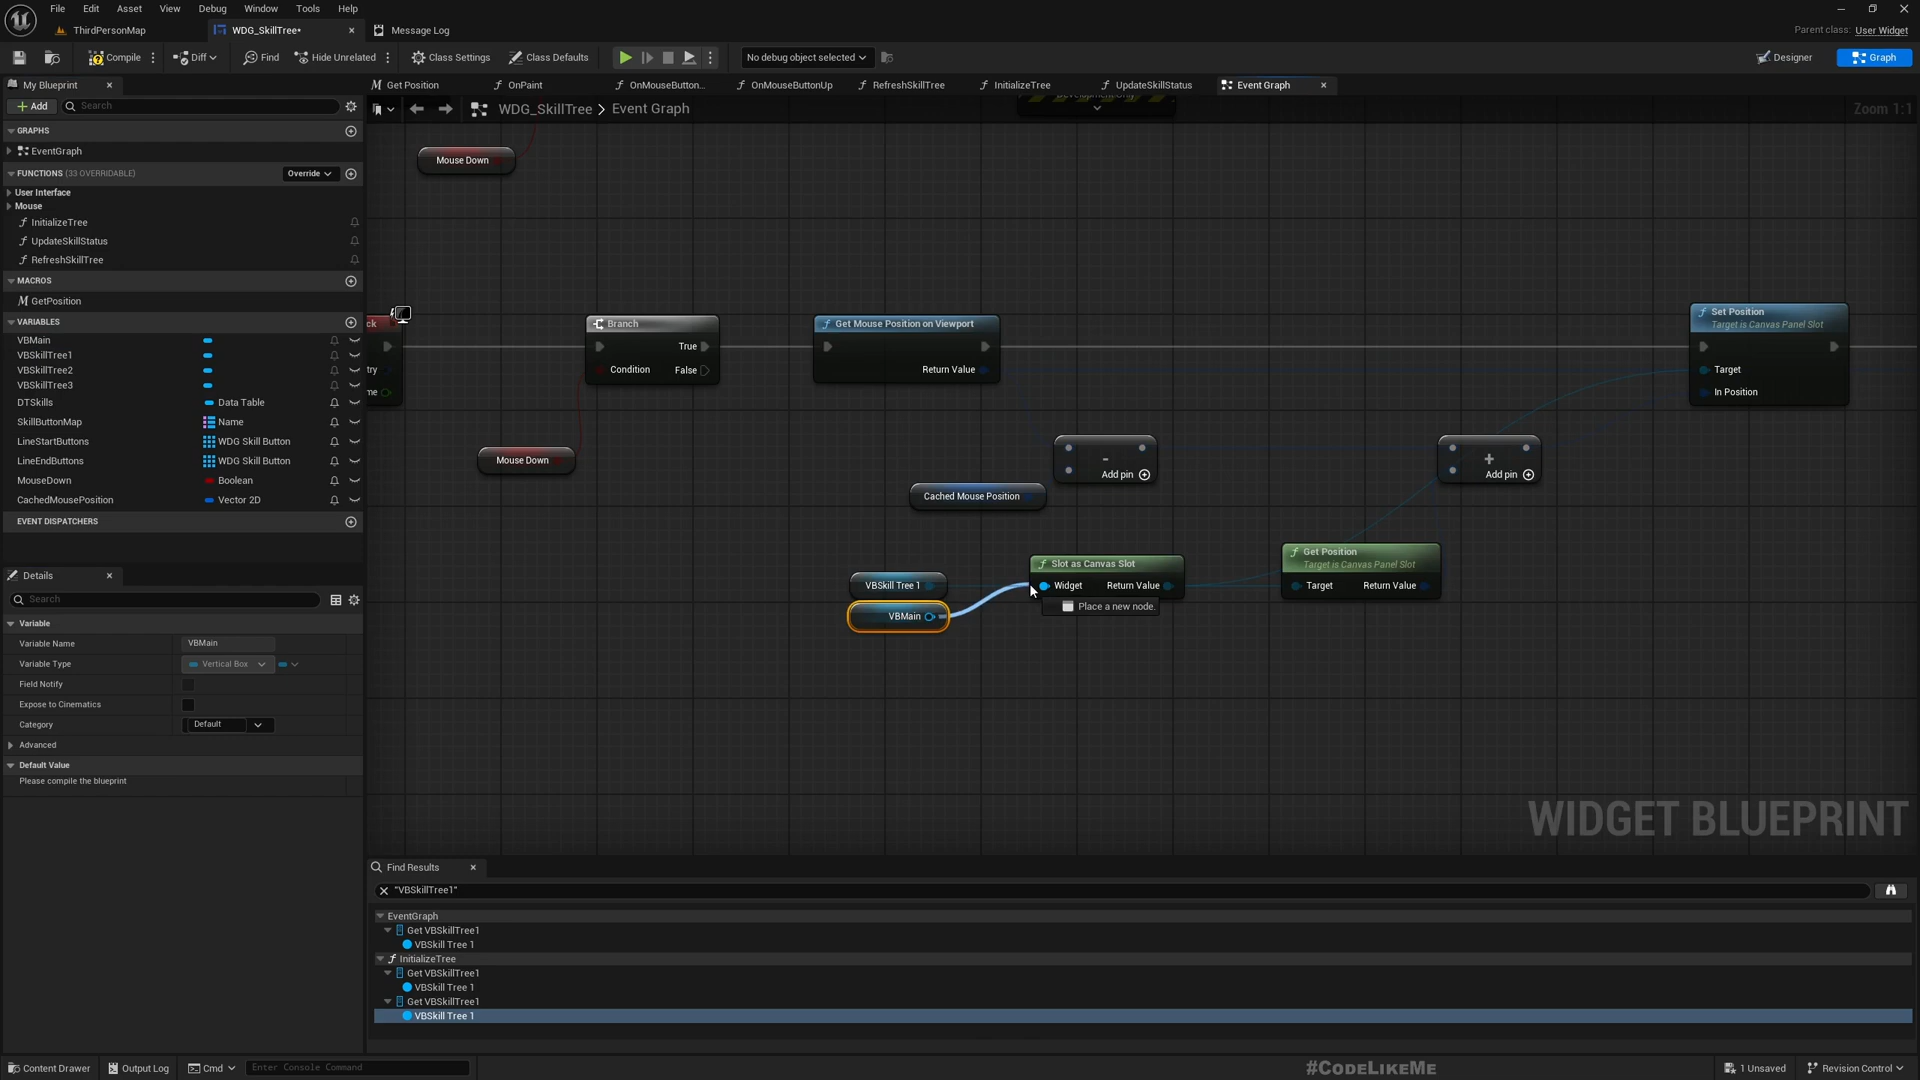 File Edit Asset View Debug Window Tools Help
ThirdPersonMap
WDG_SkillTree•
Message Log
Parent class: User Widget
Compile
Diff
Find
Hide Unrelated
Class Settings
Class Defaults
No debug object selected
Designer
Graph
My Blueprint
Get Position
OnPaint
OnMouseButton...
OnMouseButtonUp
RefreshSkillTree
InitializeTree
UpdateSkillStatus
Event Graph
+ Add
Search
WDG_SkillTree > Event Graph
Zoom 1:1
GRAPHS
EventGraph
FUNCTIONS (33 OVERRIDABLE)
Override
User Interface
Mouse
InitializeTree
UpdateSkillStatus
RefreshSkillTree
MACROS
GetPosition
VARIABLES
VBMain
VBSkillTree1
VBSkillTree2
VBSkillTree3
DTSkills Data Table
SkillButtonMap Name
LineStartButtons WDG Skill Button
LineEndButtons WDG Skill Button
MouseDown Boolean
CachedMousePosition Vector 2D
EVENT DISPATCHERS
Details
Search
Variable
Variable Name VBMain
Variable Type Vertical Box
Field Notify
Expose to Cinematics
Category Default
Advanced
Default Value
Please compile the blueprint
Mouse Down
ck
try
me
Branch
True
Condition False
Mouse Down
Get Mouse Position on Viewport
Return Value
Cached Mouse Position
-
Add pin
+
Add pin
Set Position
Target is Canvas Panel Slot
Target
In Position
VBSkill Tree 1
VBMain
Slot as Canvas Slot
Widget Return Value
Place a new node.
Get Position
Target is Canvas Panel Slot
Target Return Value
WIDGET BLUEPRINT
Find Results
"VBSkillTree1"
EventGraph
Get VBSkillTree1
VBSkill Tree 1
InitializeTree
Get VBSkillTree1
VBSkill Tree 1
Get VBSkillTree1
VBSkill Tree 1
Content Drawer
Output Log
Cmd
Enter Console Command
#CODELIKEME
1 Unsaved
Revision Control